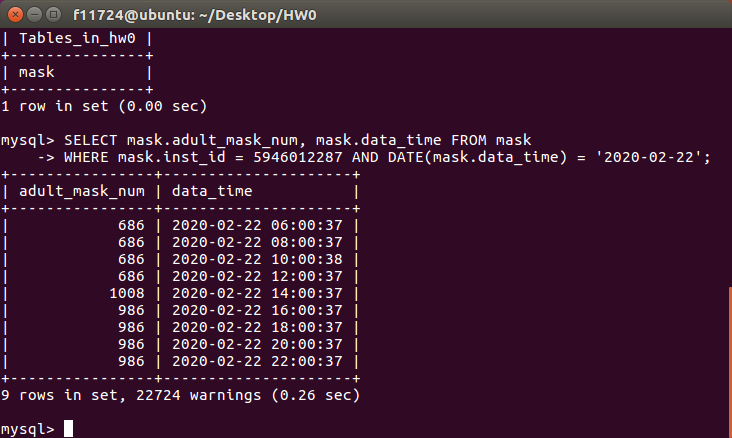 f11724@ubuntu: ~/Desktop/HW0
| Tables_in_hw0 |
+---------------+
| mask          |
+---------------+
1 row in set (0.00 sec)

mysql> SELECT mask.adult_mask_num, mask.data_time FROM mask
    -> WHERE mask.inst_id = 5946012287 AND DATE(mask.data_time) = '2020-02-22';
+----------------+---------------------+
| adult_mask_num | data_time           |
+----------------+---------------------+
|            686 | 2020-02-22 06:00:37 |
|            686 | 2020-02-22 08:00:37 |
|            686 | 2020-02-22 10:00:38 |
|            686 | 2020-02-22 12:00:37 |
|           1008 | 2020-02-22 14:00:37 |
|            986 | 2020-02-22 16:00:37 |
|            986 | 2020-02-22 18:00:37 |
|            986 | 2020-02-22 20:00:37 |
|            986 | 2020-02-22 22:00:37 |
+----------------+---------------------+
9 rows in set, 22724 warnings (0.26 sec)

mysql>